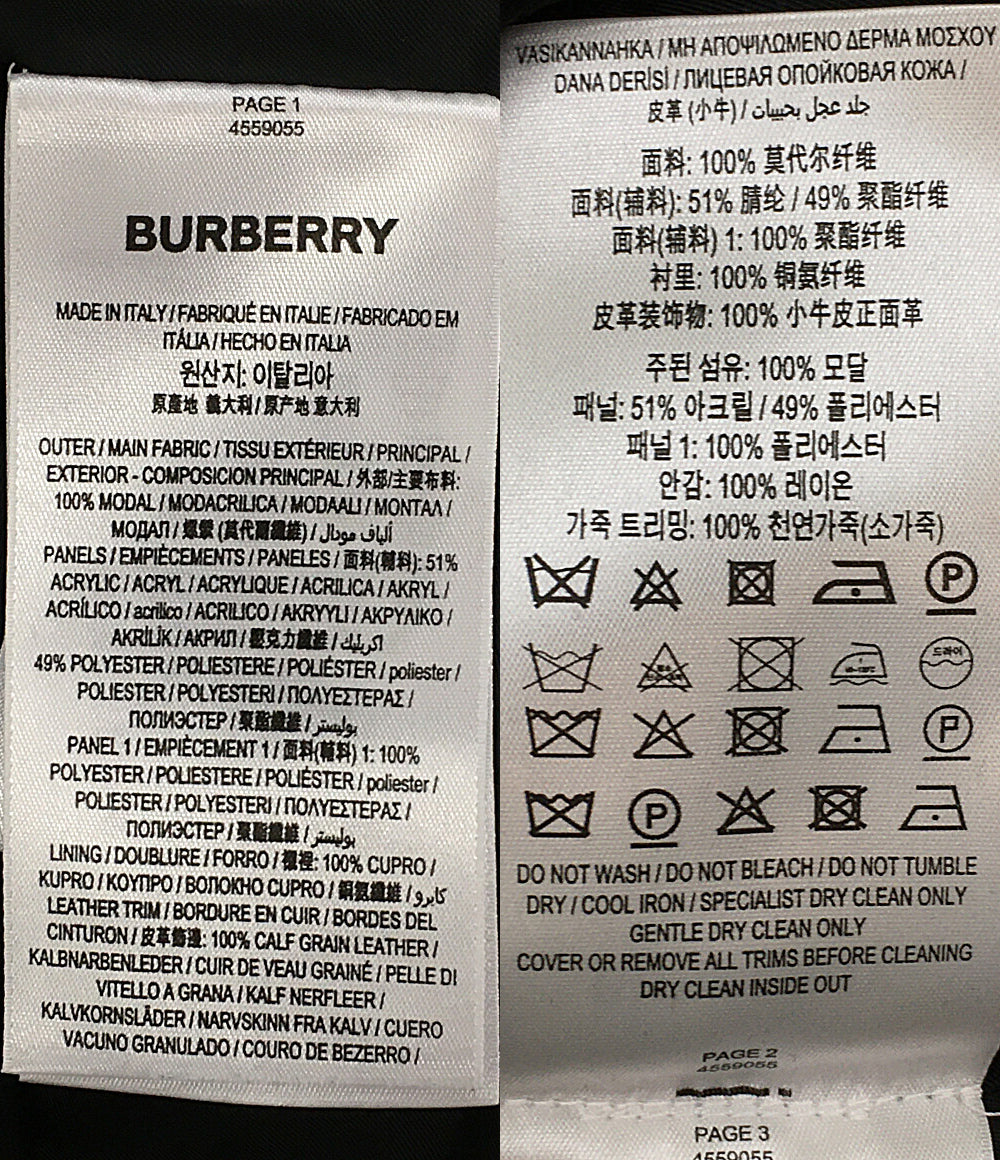 PAGE 1
4559055
BURBERRY
MADE IN ITALY / FABRIQUÉ EN ITALIE / FABRICADO EM
ITÁLIA / HECHO EN ITALIA
원산지: 이탈리아
原產地 義大利 / 原产地 意大利
OUTER / MAIN FABRIC / TISSU EXTÉRIEUR / PRINCIPAL /
EXTERIOR - COMPOSICION PRINCIPAL / 外部/主要布料:
100% MODAL / MODACRILICA / MODAALI / ΜΟΝΤΑΛ /
МОДАЛ / 螺縈 (莫代爾纖維) / ألياف مودال /
PANELS / EMPIÈCEMENTS / PANELES / 面料(輔料): 51%
ACRYLIC / ACRYL / ACRYLIQUE / ACRILICA / AKRYL /
ACRÍLICO / acrilico / ACRILICO / AKRYYLI / ΑΚΡΥΛΙΚΟ /
AKRİLİK / АКРИЛ / 壓克力纖維 / اكريليك /
49% POLYESTER / POLIESTERE / POLIÉSTER / poliester /
POLIESTER / POLYESTERI / ΠΟΛΥΕΣΤΕΡΑΣ /
ПОЛИЭСТЕР / 聚酯纖維 / بوليستر /
PANEL 1 / EMPIÈCEMENT 1 / 面料(輔料) 1: 100%
POLYESTER / POLIESTERE / POLIÉSTER / poliester /
POLIESTER / POLYESTERI / ΠΟΛΥΕΣΤΕΡΑΣ /
ПОЛИЭСТЕР / 聚酯纖維 / بوليستر /
LINING / DOUBLURE / FORRO / 襯裡: 100% CUPRO /
KUPRO / ΚΟΥΠΡΟ / ВОЛОКНО CUPRO / 銅氨纖維 / كابرو /
LEATHER TRIM / BORDURE EN CUIR / BORDES DEL
CINTURON / 皮革飾邊: 100% CALF GRAIN LEATHER /
KALBNARBENLEDER / CUIR DE VEAU GRAINÉ / PELLE DI
VITELLO A GRANA / KALF NERFLEER /
KALVKORNSLÄDER / NARVSKINN FRA KALV / CUERO
VACUNO GRANULADO / COURO DE BEZERRO /
VASIKANNAHKA / ΜΗ ΑΠΟΨΙΛΩΜΕΝΟ ΔΕΡΜΑ ΜΟΣΧΟΥ
DANA DERİSİ / ЛИЦЕВАЯ ОПОЙКОВАЯ КОЖА /
皮革 (小牛) / جلد عجل بحبيبات
面料: 100% 莫代尔纤维
面料(辅料): 51% 腈纶 / 49% 聚酯纤维
面料(辅料) 1: 100% 聚酯纤维
衬里: 100% 铜氨纤维
皮革装饰物: 100% 小牛皮正面革
주된 섬유: 100% 모달
패널: 51% 아크릴 / 49% 폴리에스터
패널 1: 100% 폴리에스터
안감: 100% 레이온
가죽 트리밍: 100% 천연가죽(소가죽)
P
드라이
P
P
DO NOT WASH / DO NOT BLEACH / DO NOT TUMBLE
DRY / COOL IRON / SPECIALIST DRY CLEAN ONLY
GENTLE DRY CLEAN ONLY
COVER OR REMOVE ALL TRIMS BEFORE CLEANING
DRY CLEAN INSIDE OUT
PAGE 2
4559055
PAGE 3
4559055